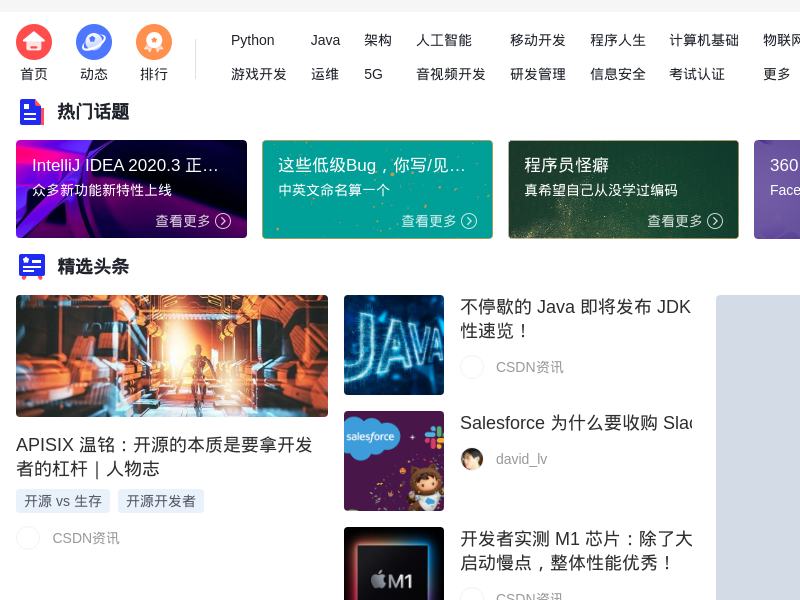 首页 动态 排行
Python Java 架构 人工智能 移动开发 程序人生 计算机基础 物联网
游戏开发 运维 5G 音视频开发 研发管理 信息安全 考试认证 更多
热门话题
IntelliJ IDEA 2020.3 正…
众多新功能新特性上线
查看更多
这些低级Bug，你写/见…
中英文命名算一个
查看更多
程序员怪癖
真希望自己从没学过编码
查看更多
360
Face
精选头条
APISIX 温铭：开源的本质是要拿开发
者的杠杆 | 人物志
开源 vs 生存 开源开发者
CSDN资讯
JAVA
不停歇的 Java 即将发布 JDK
性速览！
CSDN资讯
salesforce +
Salesforce 为什么要收购 Slac
david_lv
M1
开发者实测 M1 芯片：除了大
启动慢点，整体性能优秀！
CSDN资讯